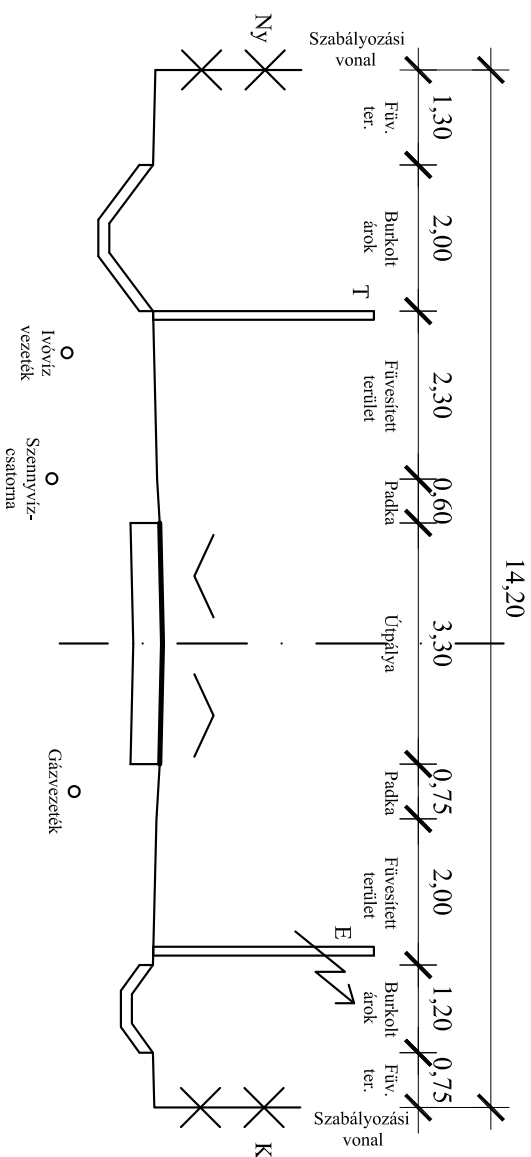 14,20
1,30
2,00
2,30
0,60
3,30
0,75
2,00
1,20
0,75
Szabályozási
vonal
Füv.
ter.
Burkolt
árok
Füvesített
terület
Padka
Útpálya
Padka
Füvesített
terület
Burkolt
árok
Füv.
ter.
Szabályozási
vonal
Ny
T
E
K
Ivóvíz
vezeték
Szennyvíz-
csatorna
Gázvezeték